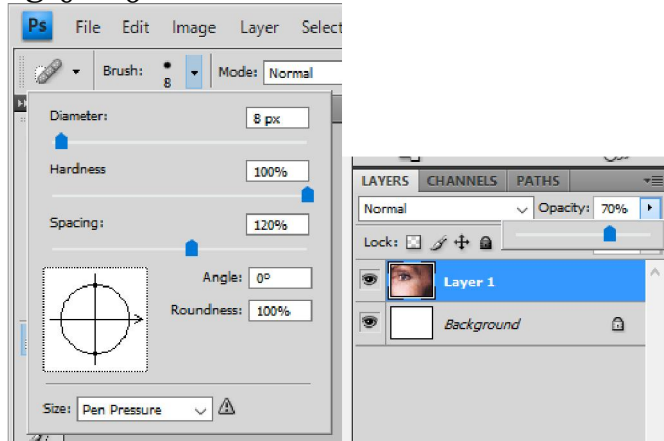 Ps File Edit Image Layer Select
Brush: 8 Mode: Normal
Diameter: 8 px
Hardness 100%
Spacing: 120%
Angle: 0º
Roundness: 100%
Size: Pen Pressure
LAYERS CHANNELS PATHS
Normal Opacity: 70%
Lock:
Layer 1
Background